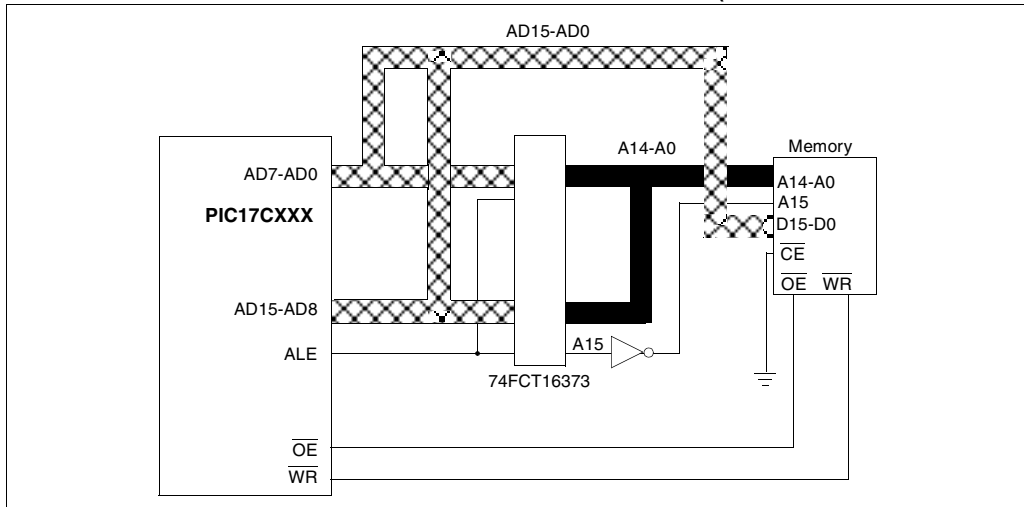 AD15-AD0
A14-A0
Memory
AD7-AD0
A14-A0
PIC17CXXX
A15
D15-D0
CE
OE WR
AD15-AD8
ALE
A15
74FCT16373
OE
WR